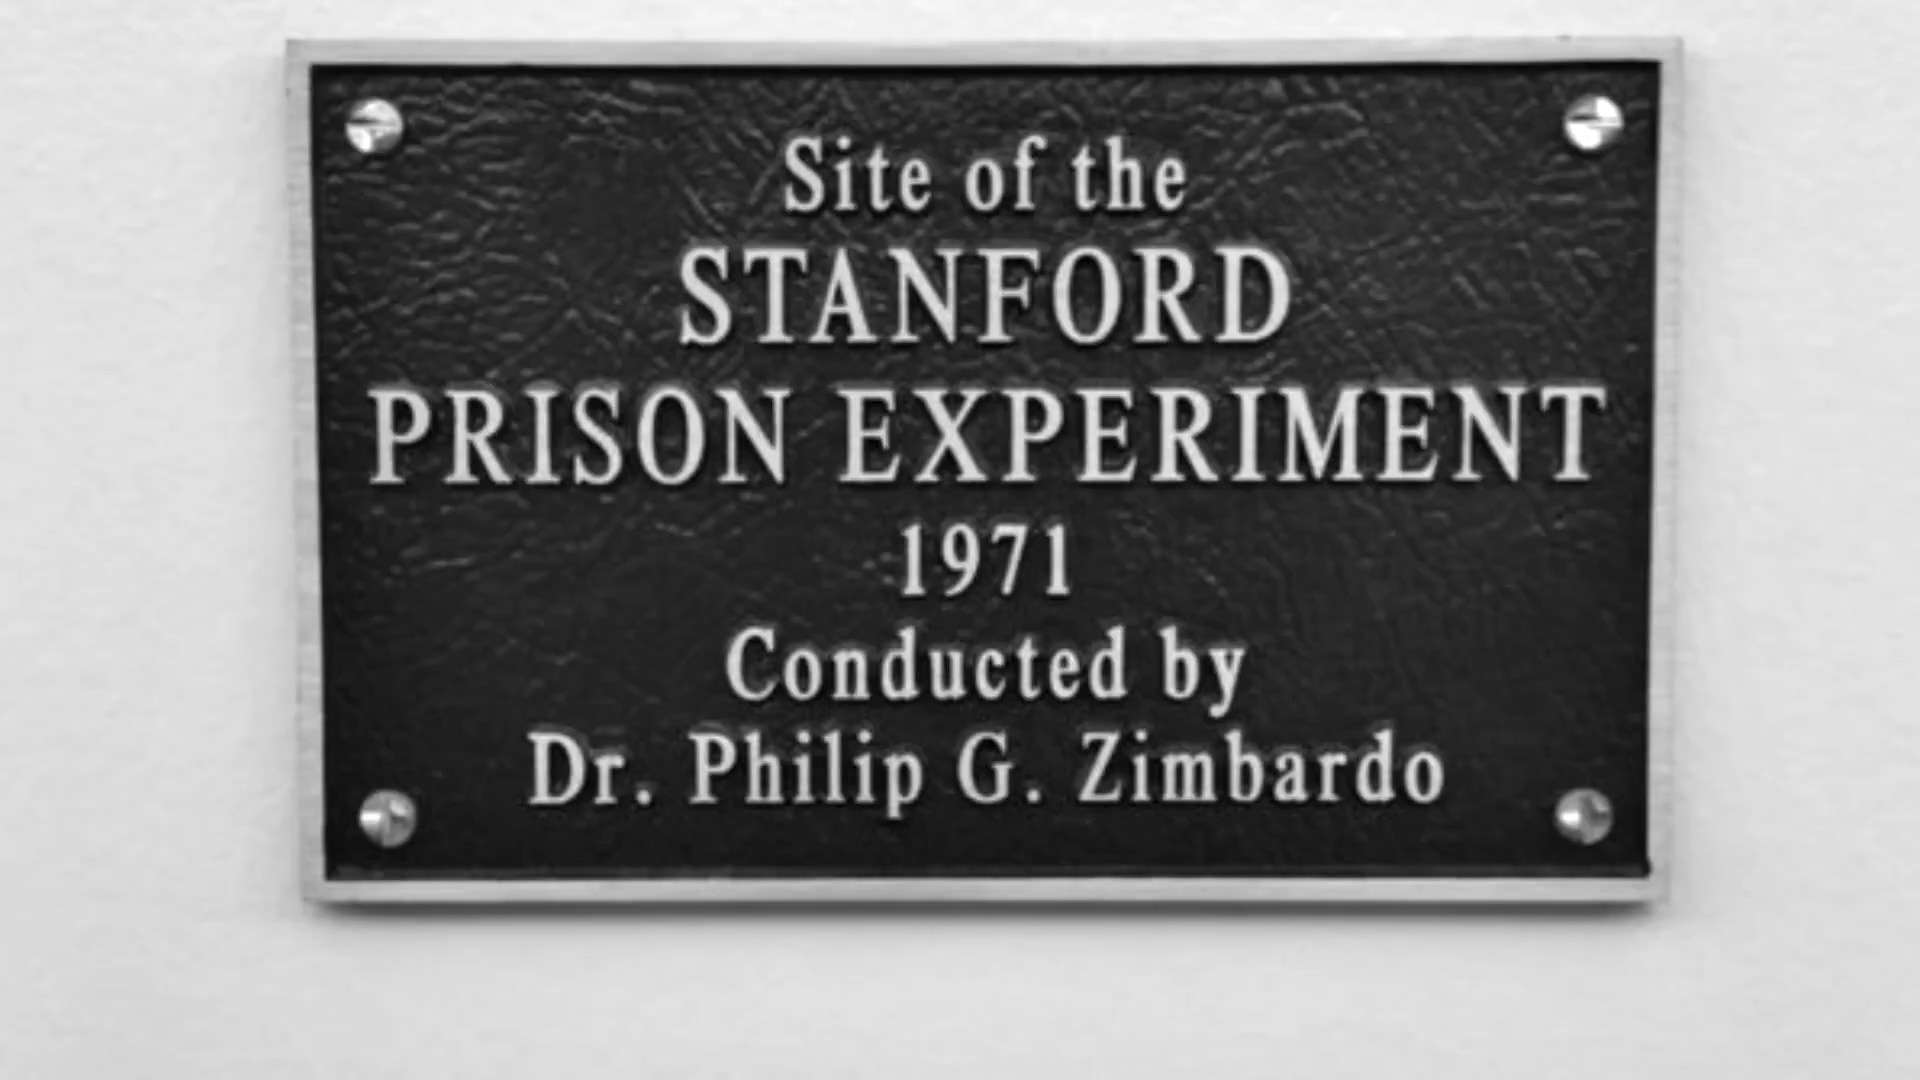 Site of the
STANFORD
PRISON EXPERIMENT
1971
Conducted by
Dr. Philip G. Zimbardo